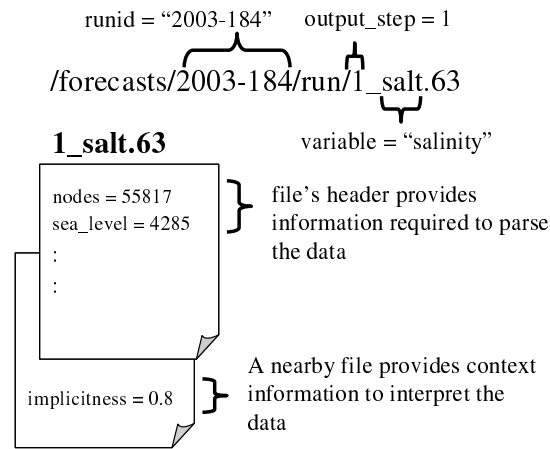 runid = “2003-184”
output_step = 1
/forecasts/2003-184/run/1_salt.63
variable = “salinity”
1_salt.63
nodes = 55817
sea_level = 4285
:
:
file’s header provides
information required to parse
the data
implicitness = 0.8
A nearby file provides context
information to interpret the
data